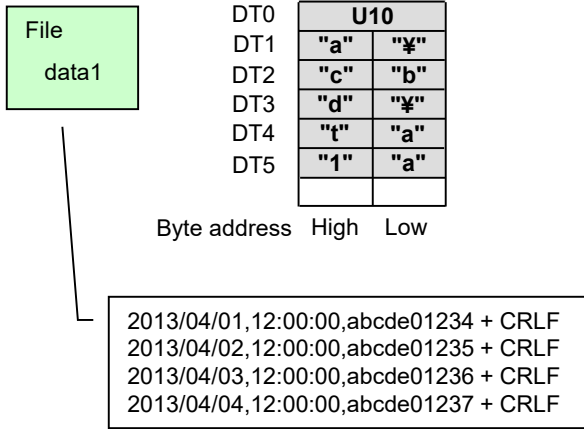 File
data1
DT0 U10
DT1 "a" "¥"
DT2 "c" "b"
DT3 "d" "¥"
DT4 "t" "a"
DT5 "1" "a"
Byte address High Low
2013/04/01,12:00:00,abcde01234 + CRLF
2013/04/02,12:00:00,abcde01235 + CRLF
2013/04/03,12:00:00,abcde01236 + CRLF
2013/04/04,12:00:00,abcde01237 + CRLF